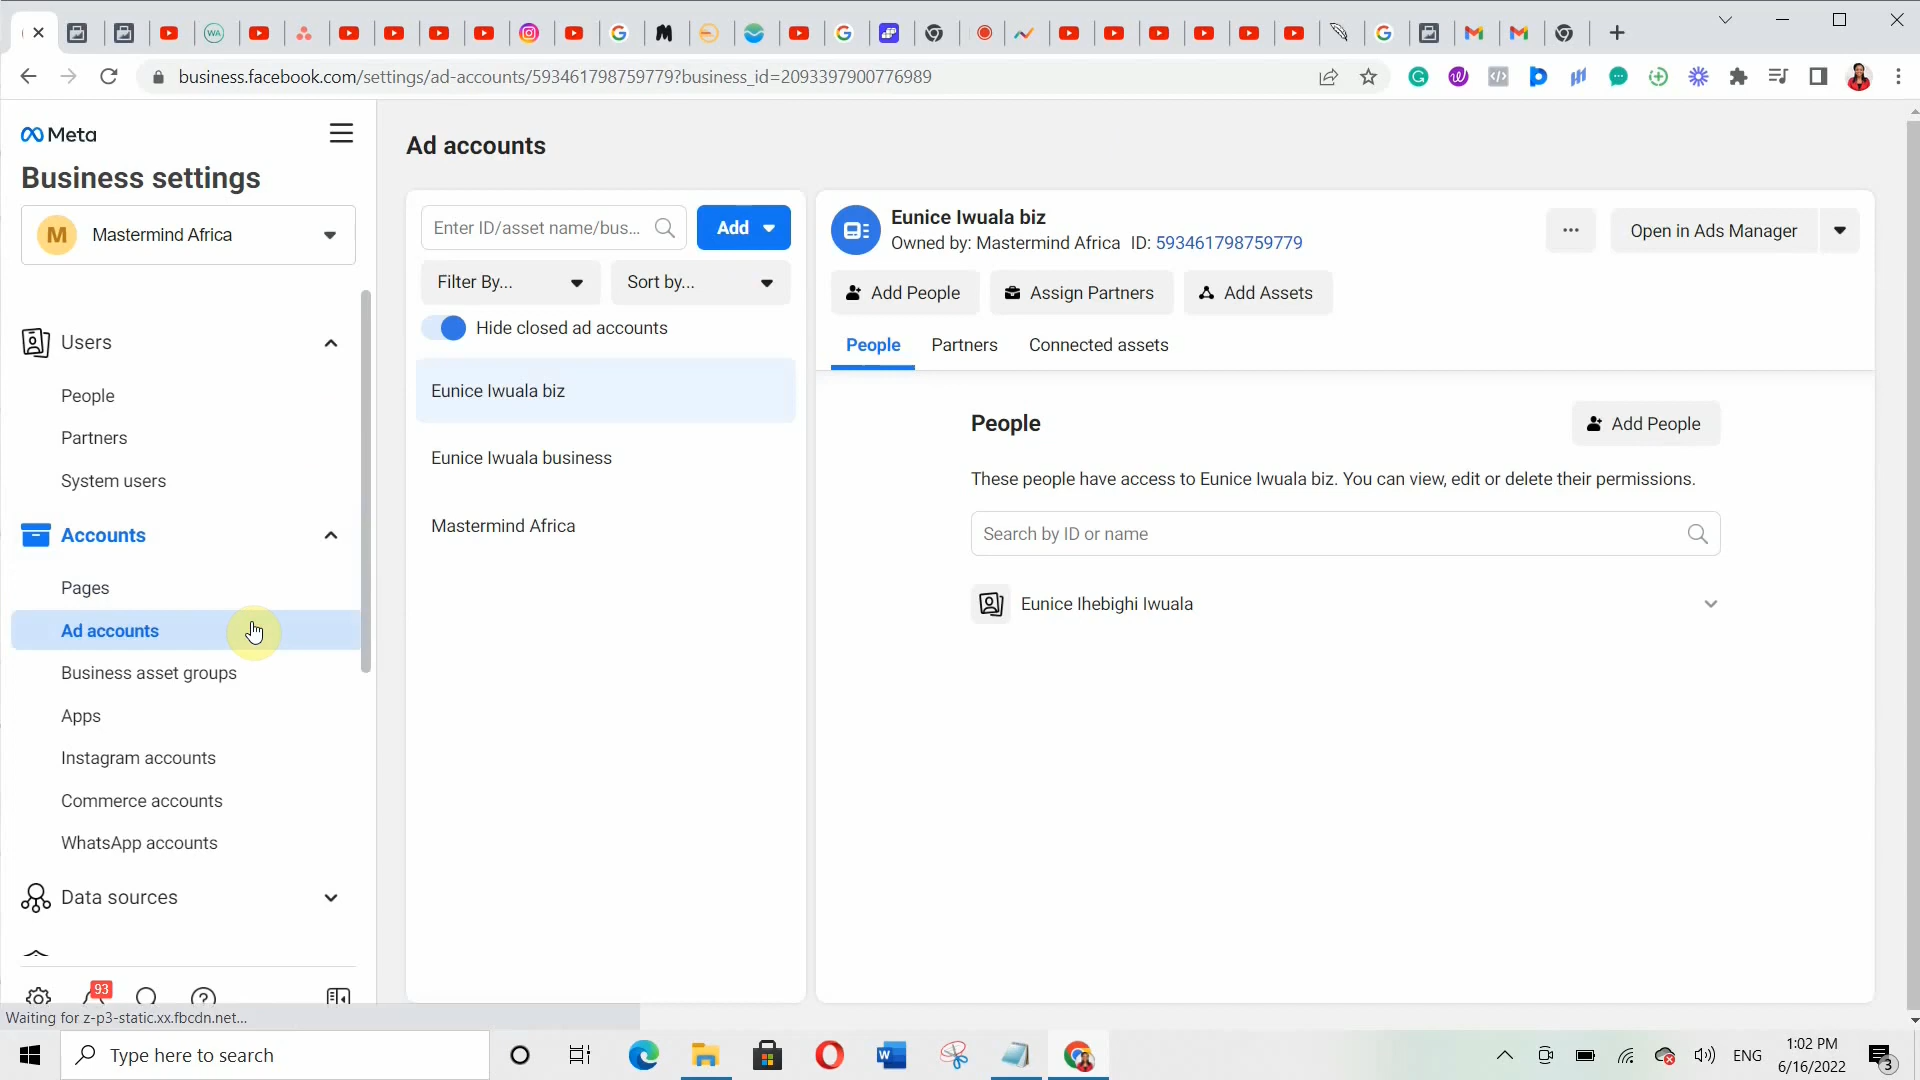 business.facebook.com/settings/ad-accounts/593461798759779?business_id=2093397900776989
Meta
Business settings
M
Mastermind Africa
Users
People
Partners
System users
Accounts
Pages
Ad accounts
Business asset groups
Apps
Instagram accounts
Commerce accounts
WhatsApp accounts
Data sources
93
Waiting for z-p3-static.xx.fbcdn.net...
Ad accounts
Enter ID/asset name/bus...
Add
Filter By...
Sort by...
Hide closed ad accounts
Eunice Iwuala biz
Eunice Iwuala business
Mastermind Africa
Eunice Iwuala biz
Owned by: Mastermind Africa ID: 593461798759779
Open in Ads Manager
Add People
Assign Partners
Add Assets
People
Partners
Connected assets
People
Add People
These people have access to Eunice Iwuala biz. You can view, edit or delete their permissions.
Search by ID or name
Eunice Ihebighi Iwuala
Type here to search
ENG
1:02 PM
6/16/2022
3